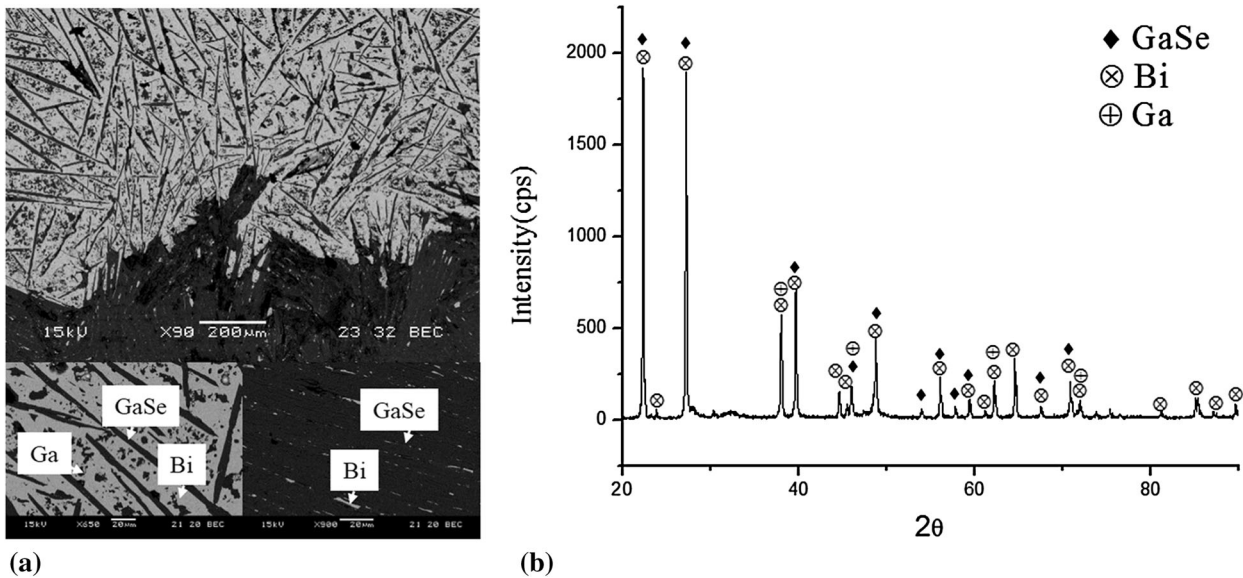 15kV X90 200μm 23 32 BEC
GaSe
Ga
Bi
15kV X650 20μm 21 20 BEC
GaSe
Bi
15kV X900 20μm 21 20 BEC
(a)
Intensity(cps)
2000
1500
1000
500
0
20 40 60 80
2θ
GaSe
Bi
Ga
(b)